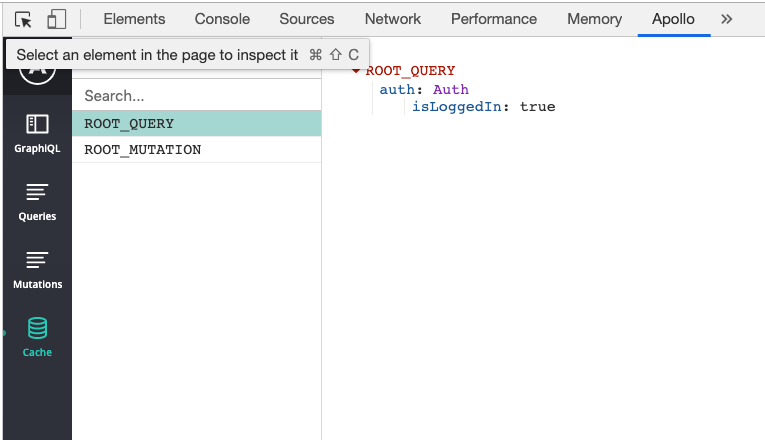 Elements Console Sources Network Performance Memory Apollo »
Select an element in the page to inspect it ⌘ ⇧ C
Search...
ROOT_QUERY
ROOT_MUTATION
GraphiQL
Queries
Mutations
Cache
ROOT_QUERY
auth: Auth
isLoggedIn: true